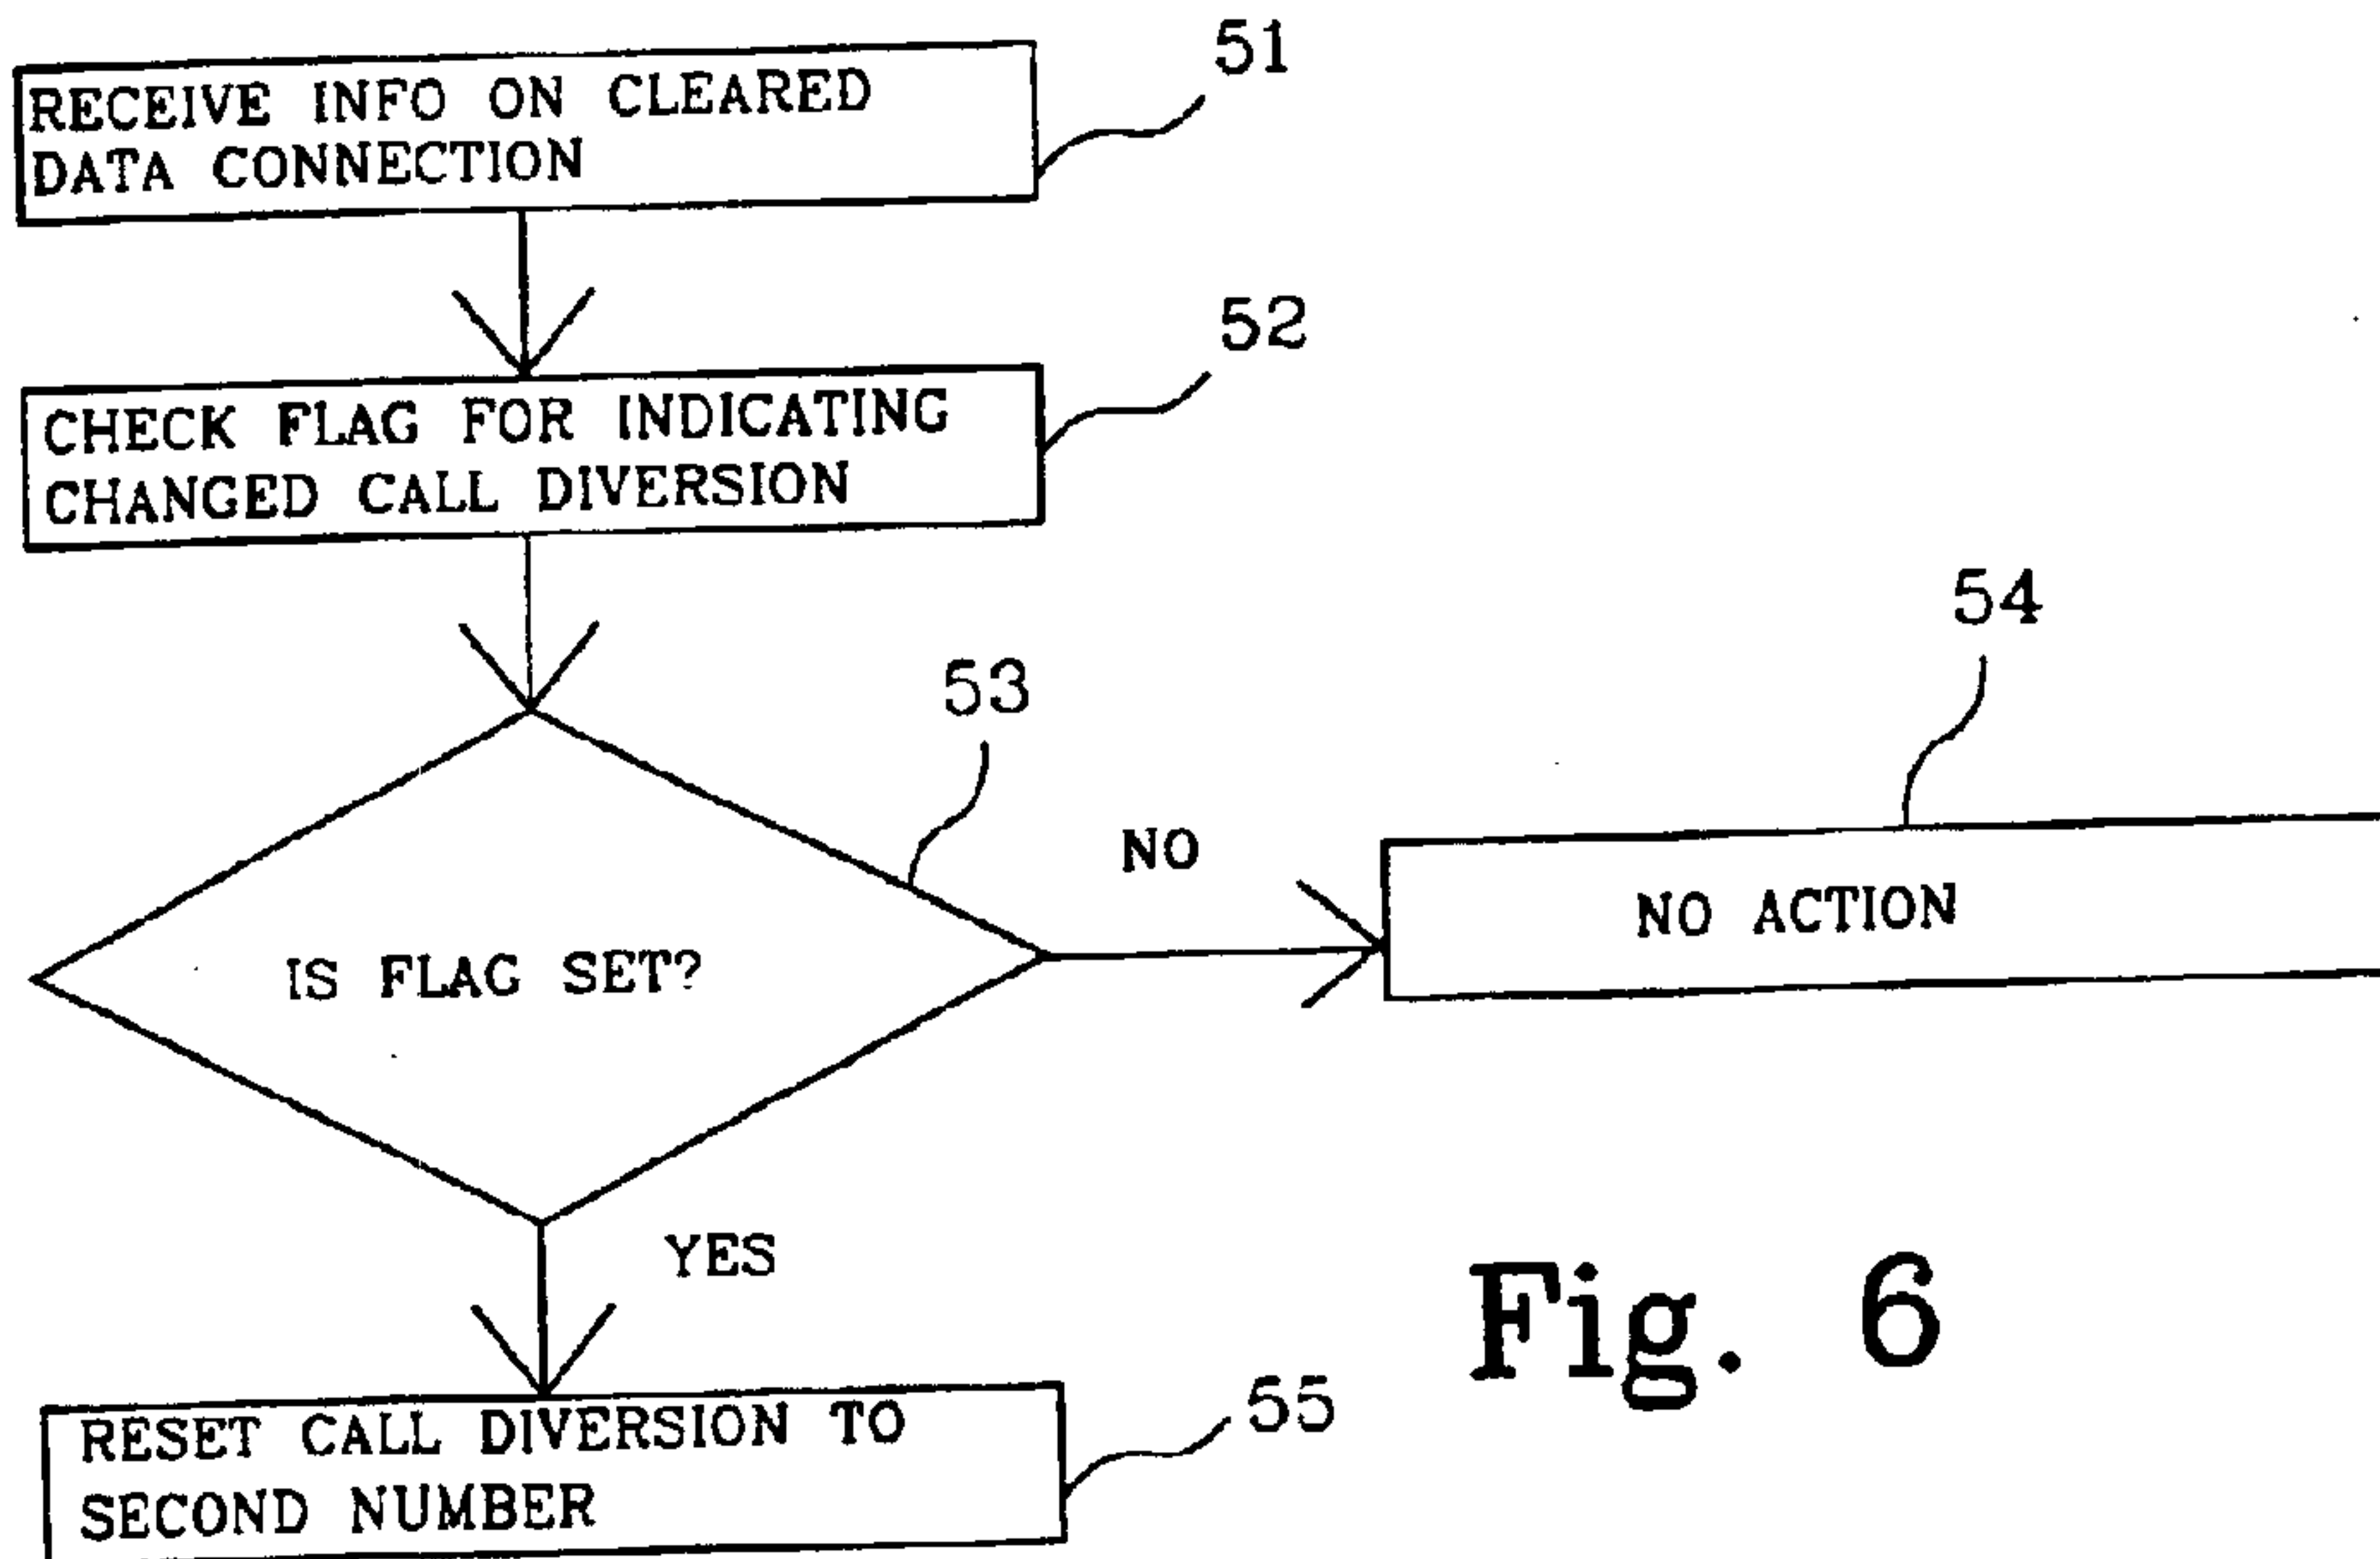 51
RECEIVE INFO ON CLEARED
DATA CONNECTION
52
CHECK FLAG FOR INDICATING
CHANGED CALL DIVERSION
53
54
NO
NO ACTION
IS FLAG SET?
YES
Fig. 6
55
RESET CALL DIVERSION TO
SECOND NUMBER